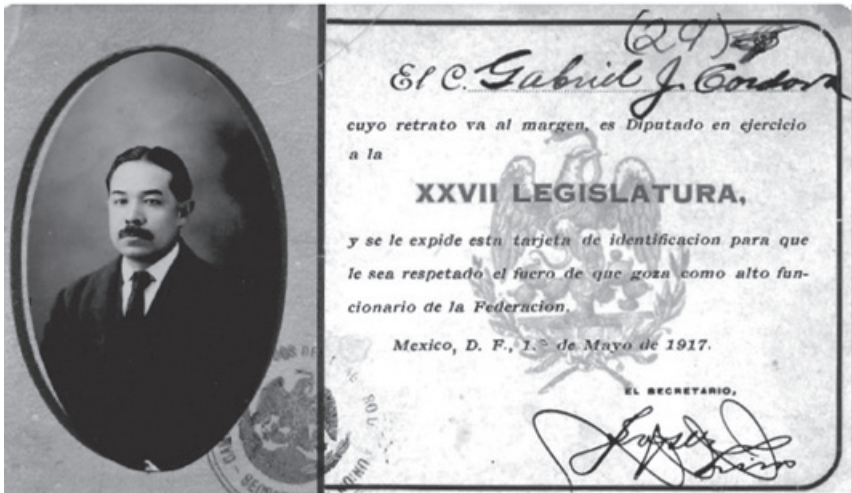 (29)
El C. Gabriel J. Cordova
cuyo retrato va al margen, es Diputado en ejercicio
a la
XXVII LEGISLATURA,
y se le expide esta tarjeta de identificacion para que
le sea respetado el fuero de que goza como alto fun-
cionario de la Federacion.
Mexico, D. F., 1.º de Mayo de 1917.
EL SECRETARIO,